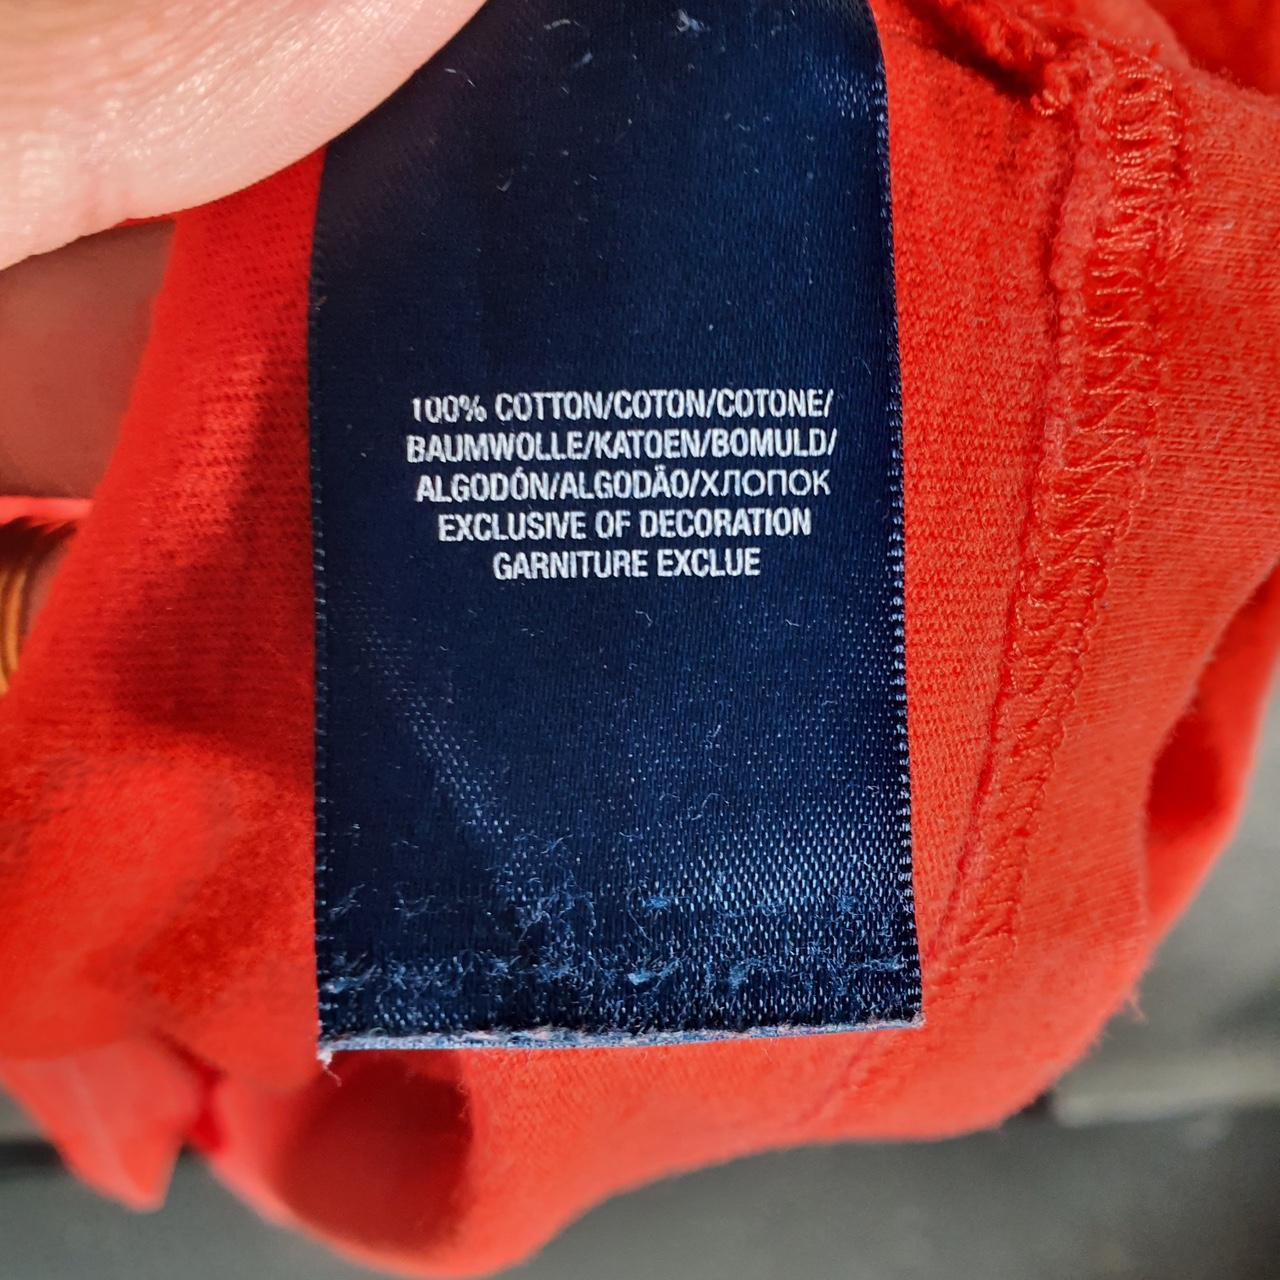 100% COTTON/COTON/COTONE/
BAUMWOLLE/KATOEN/BOMULD/
ALGODÓN/ALGODÃO/ХЛОПОК
EXCLUSIVE OF DECORATION
GARNITURE EXCLUE